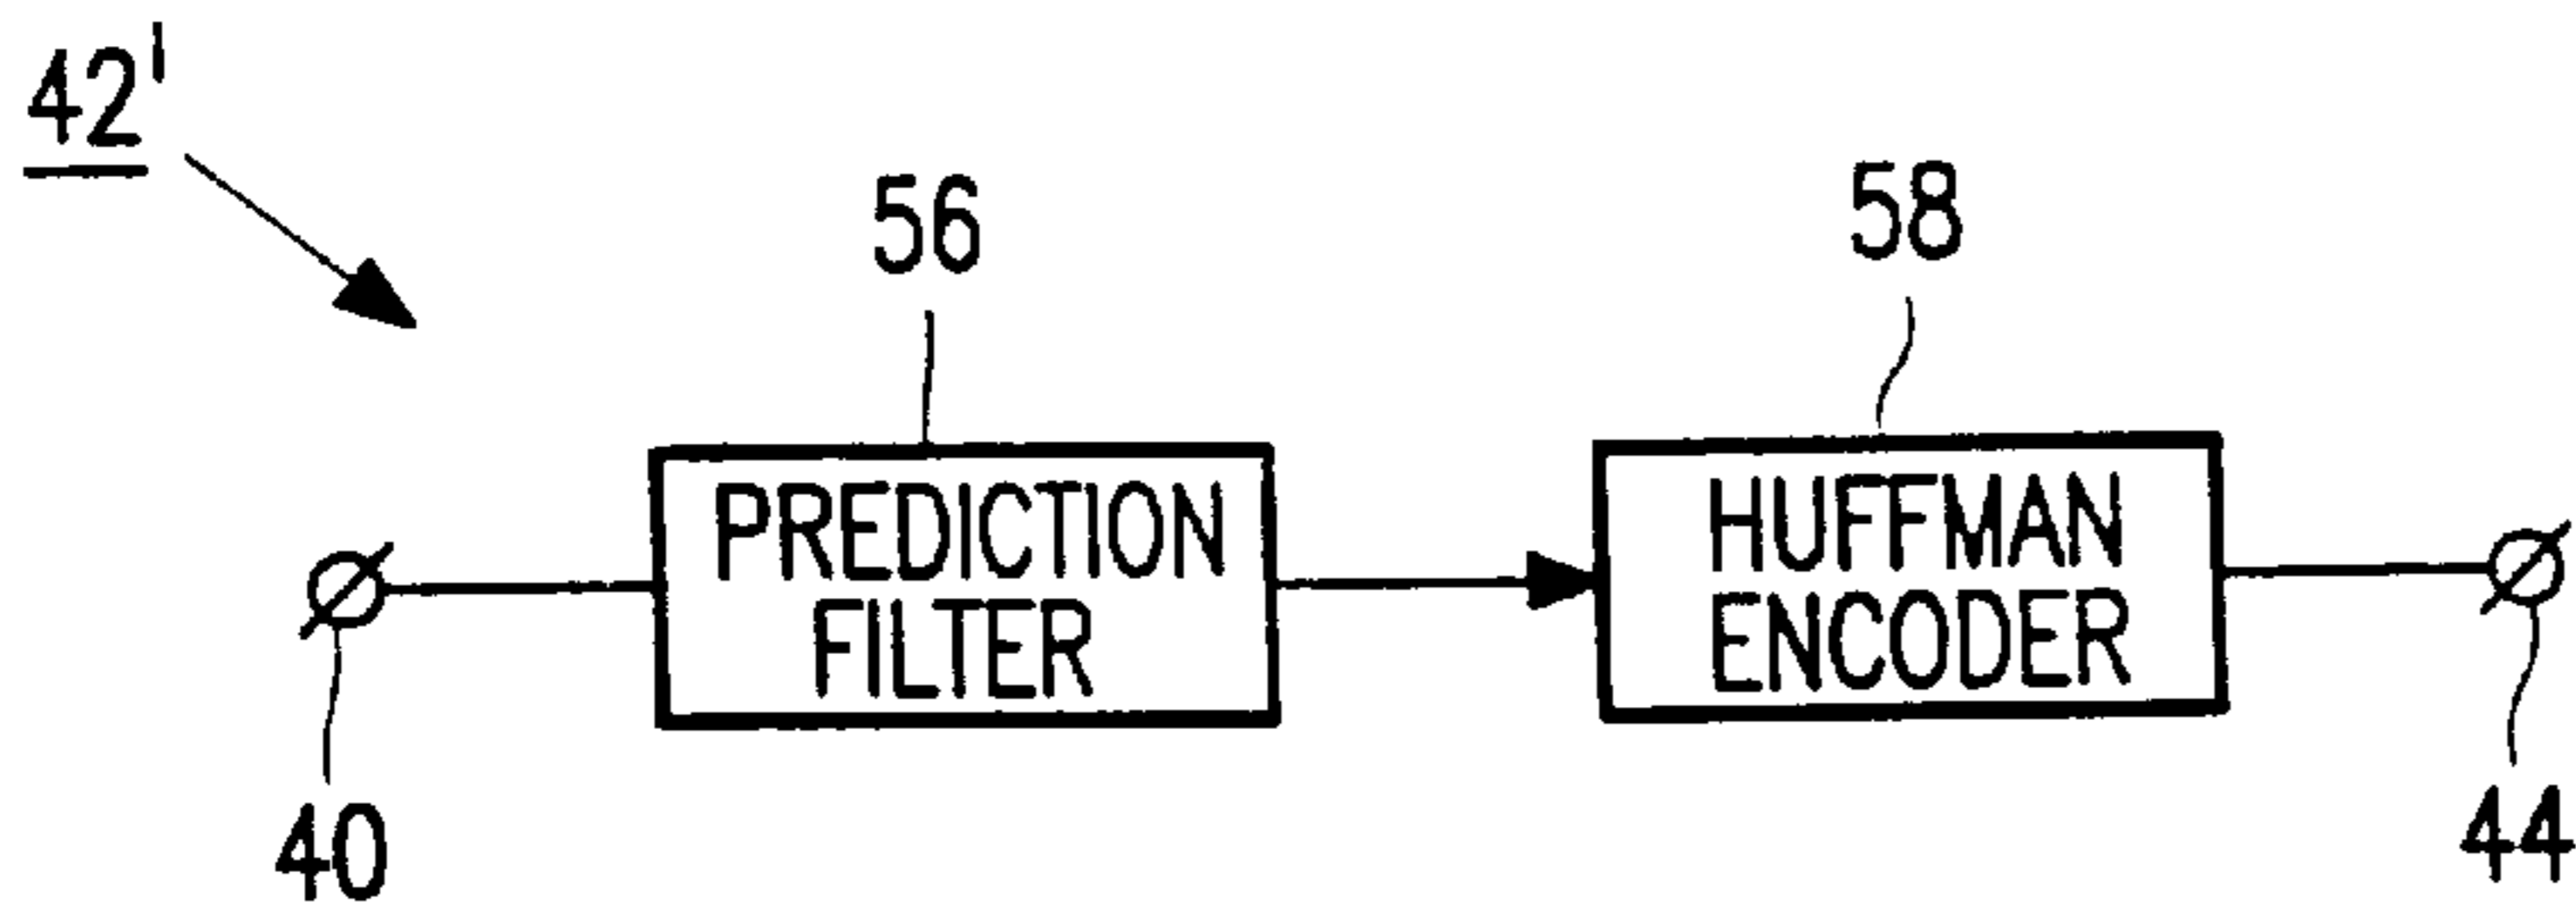 42'
56
58
PREDICTION
FILTER
HUFFMAN
ENCODER
40
44